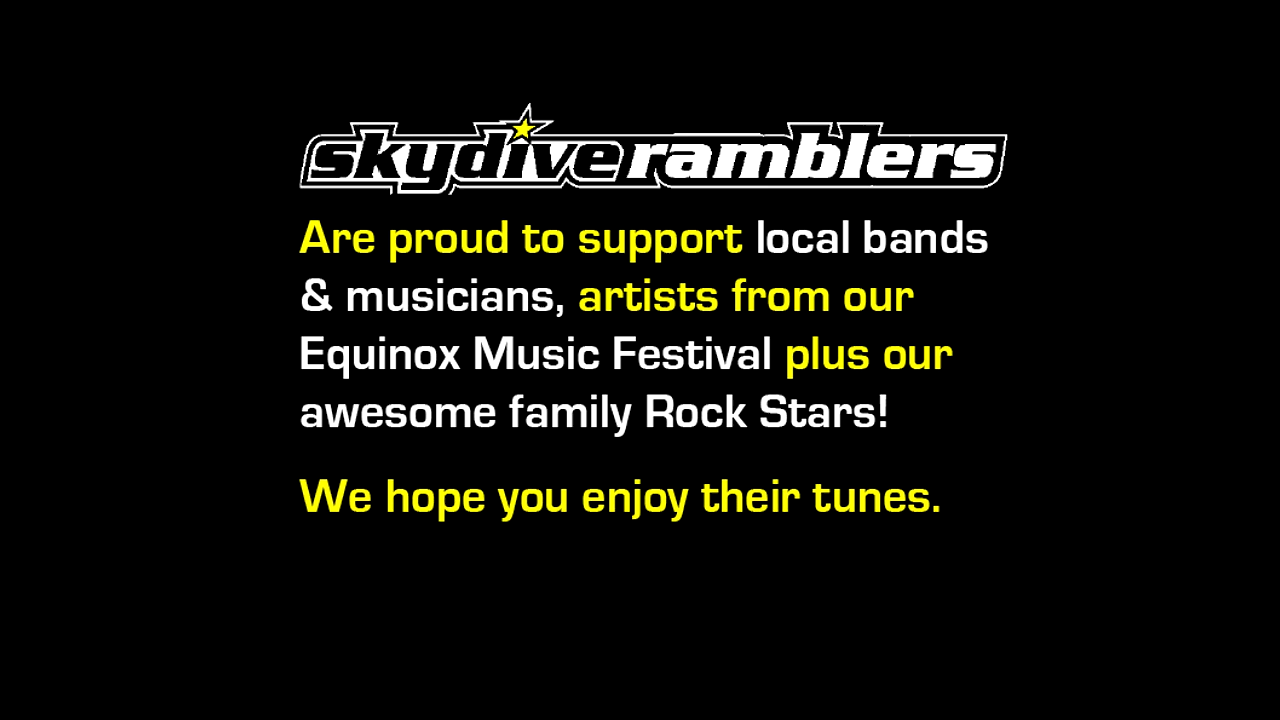 skydiveramblers
Are proud to support local bands
& musicians, artists from our
Equinox Music Festival plus our
awesome family Rock Stars!
We hope you enjoy their tunes.